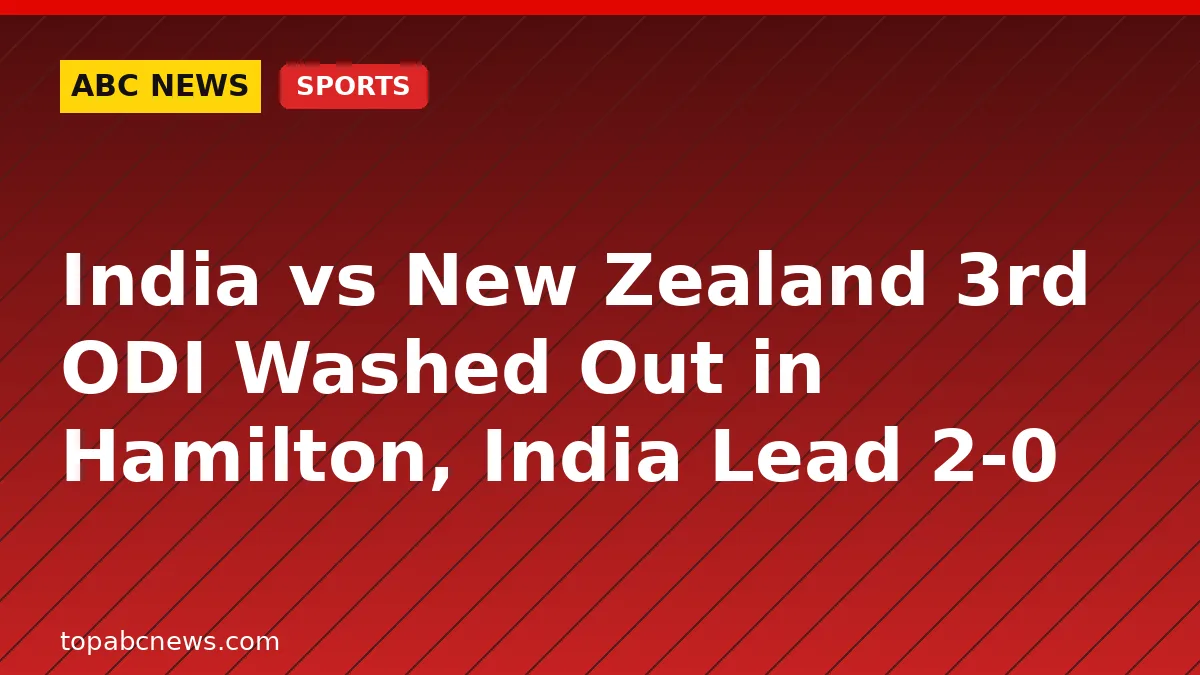 ABC NEWS
SPORTS
India vs New Zealand 3rd
ODI Washed Out in
Hamilton, India Lead 2-0
topabcnews.com